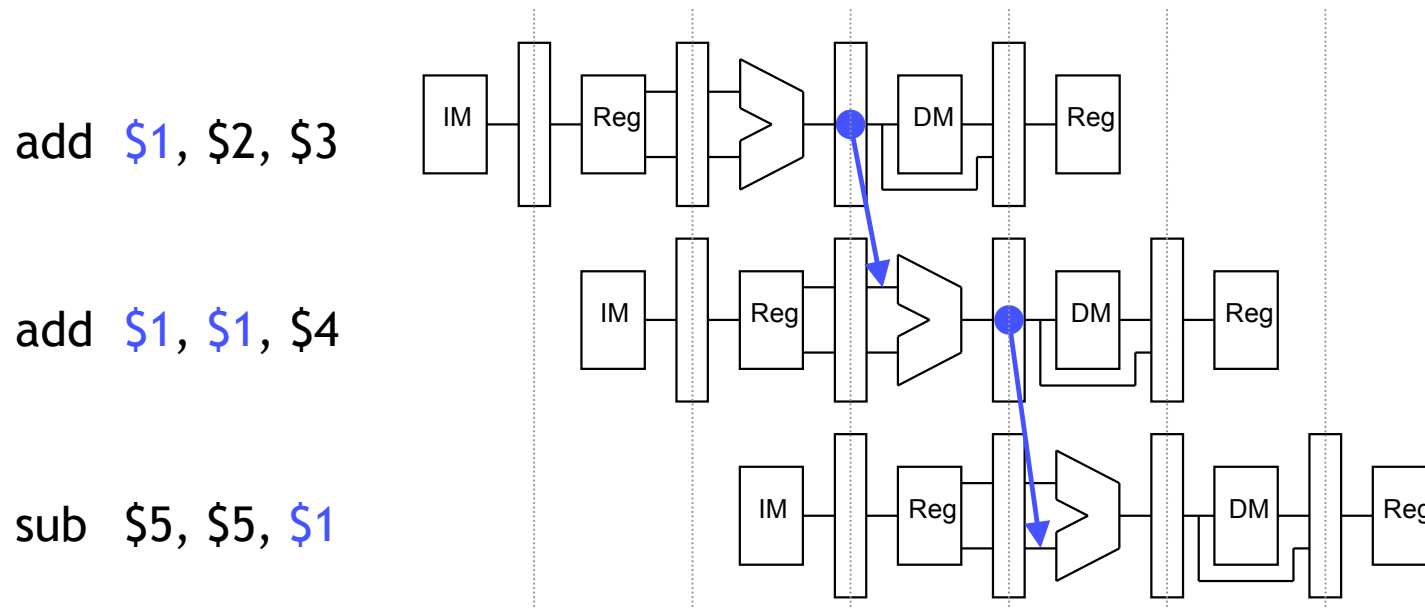 add $1, $2, $3 IM Reg DM Reg
add $1, $1, $4 IM Reg DM Reg
sub $5, $5, $1 IM Reg DM Reg